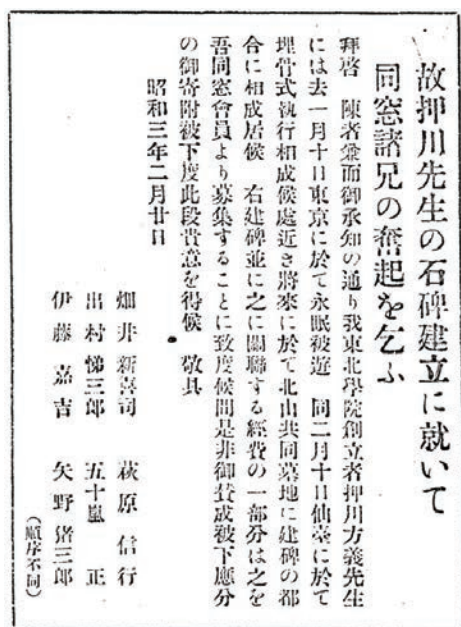 故押川先生の石碑建立に就いて
同窓諸兄の奮起を乞ふ
拜啓　陳者兼而御承知の通り我東北學院創立者押川方義先生
には去一月十日東京に於て永眠被遊　同二月十日仙臺に於て
埋骨式執行相成候處近き將來に於て北山共同墓地に建碑の都
合に相成居候　右建碑並に之に關聯する經費の一部分は之を
吾同窓會員より募集することに致度候間是非御賛成被下應分
の御寄附被下度此段貴意を得候　敬具
昭和三年二月廿日
畑井新喜司　萩原信行
出村悌三郎　五十嵐正
伊藤嘉吉　矢野猪三郎
（順序不同）